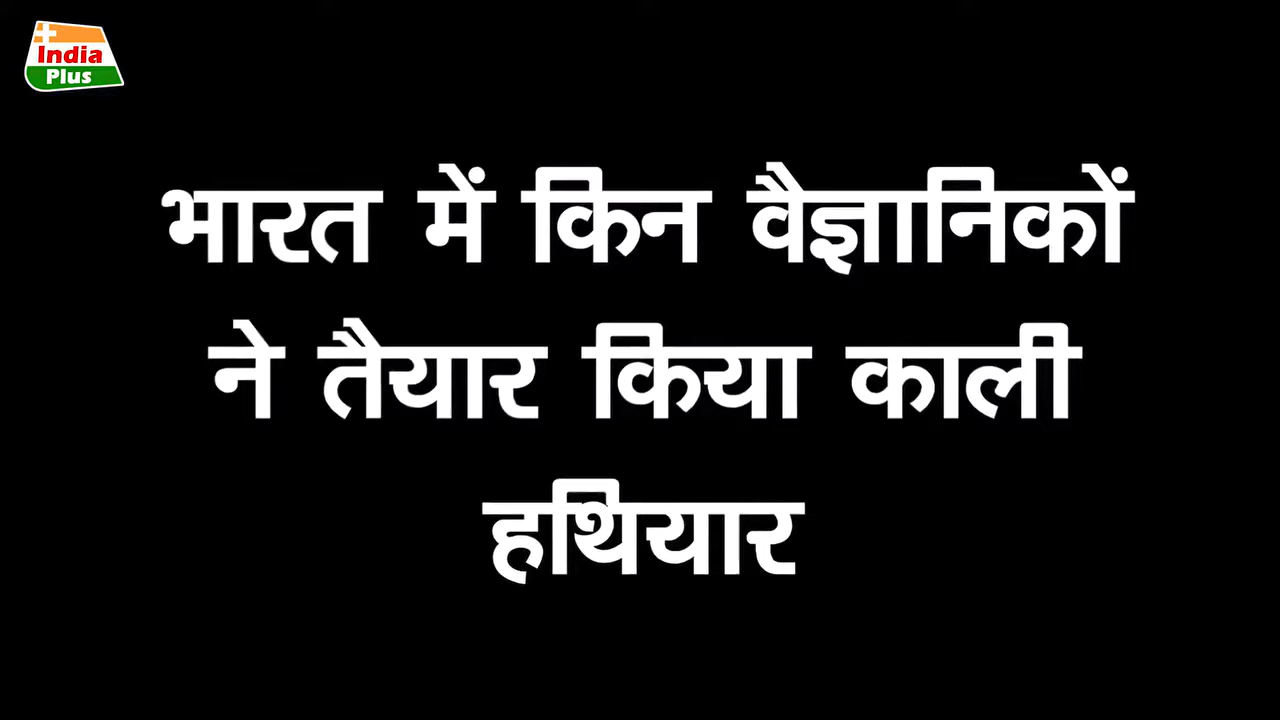 India
Plus
भारत में किन वैज्ञानिकों
ने तैयार किया काली
हथियार